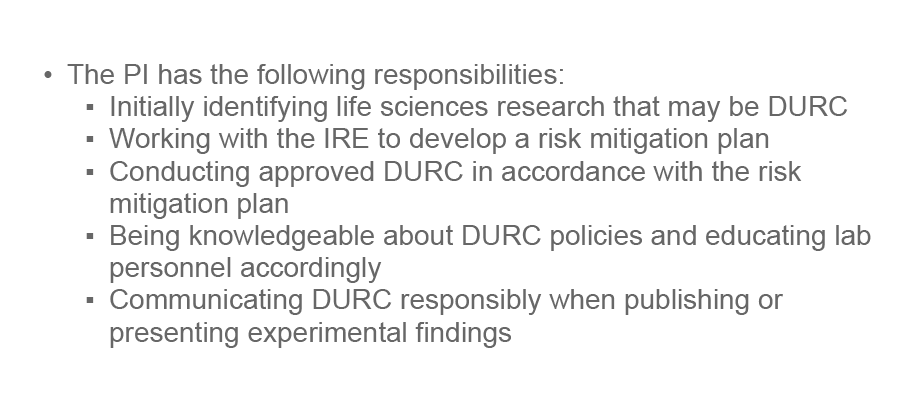 • The PI has the following responsibilities:
▪ Initially identifying life sciences research that may be DURC
▪ Working with the IRE to develop a risk mitigation plan
▪ Conducting approved DURC in accordance with the risk
mitigation plan
▪ Being knowledgeable about DURC policies and educating lab
personnel accordingly
▪ Communicating DURC responsibly when publishing or
presenting experimental findings